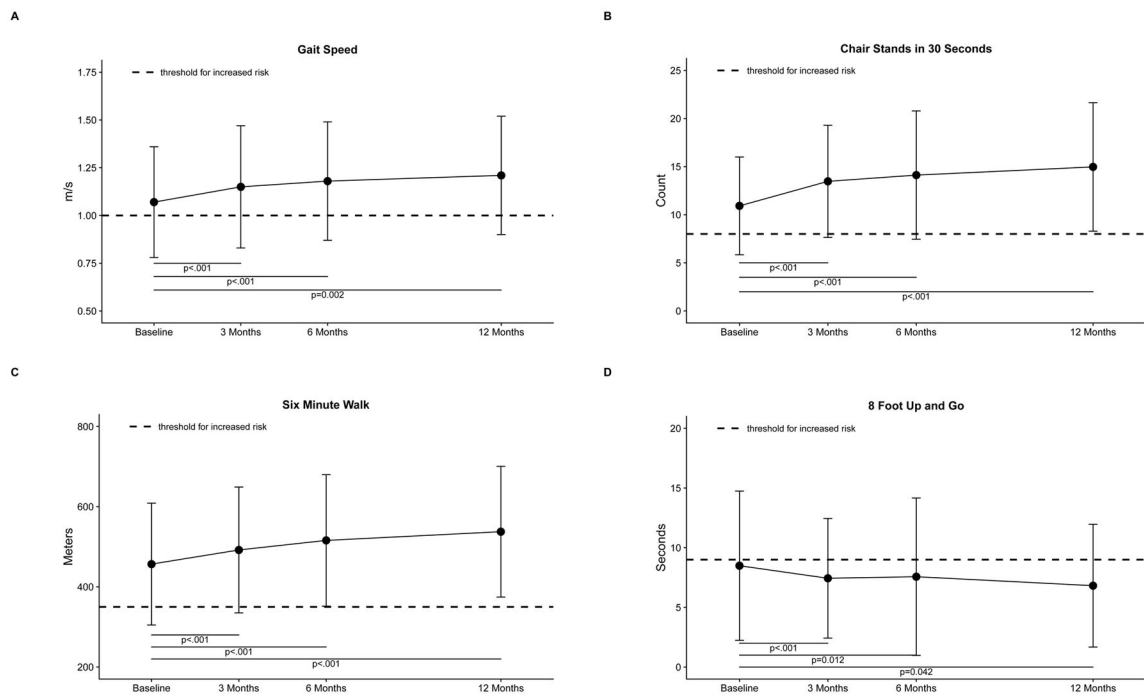 A
Gait Speed
threshold for increased risk
1.75
1.50
1.25
1.00
0.75
0.50
m/s
p<.001
p<.001
p=0.002
Baseline
3 Months
6 Months
12 Months
B
Chair Stands in 30 Seconds
threshold for increased risk
25
20
15
10
5
0
Count
p<.001
p<.001
p<.001
Baseline
3 Months
6 Months
12 Months
C
Six Minute Walk
threshold for increased risk
800
600
400
200
Meters
p<.001
p<.001
p<.001
Baseline
3 Months
6 Months
12 Months
D
8 Foot Up and Go
threshold for increased risk
20
15
10
5
0
Seconds
p<.001
p=0.012
p=0.042
Baseline
3 Months
6 Months
12 Months